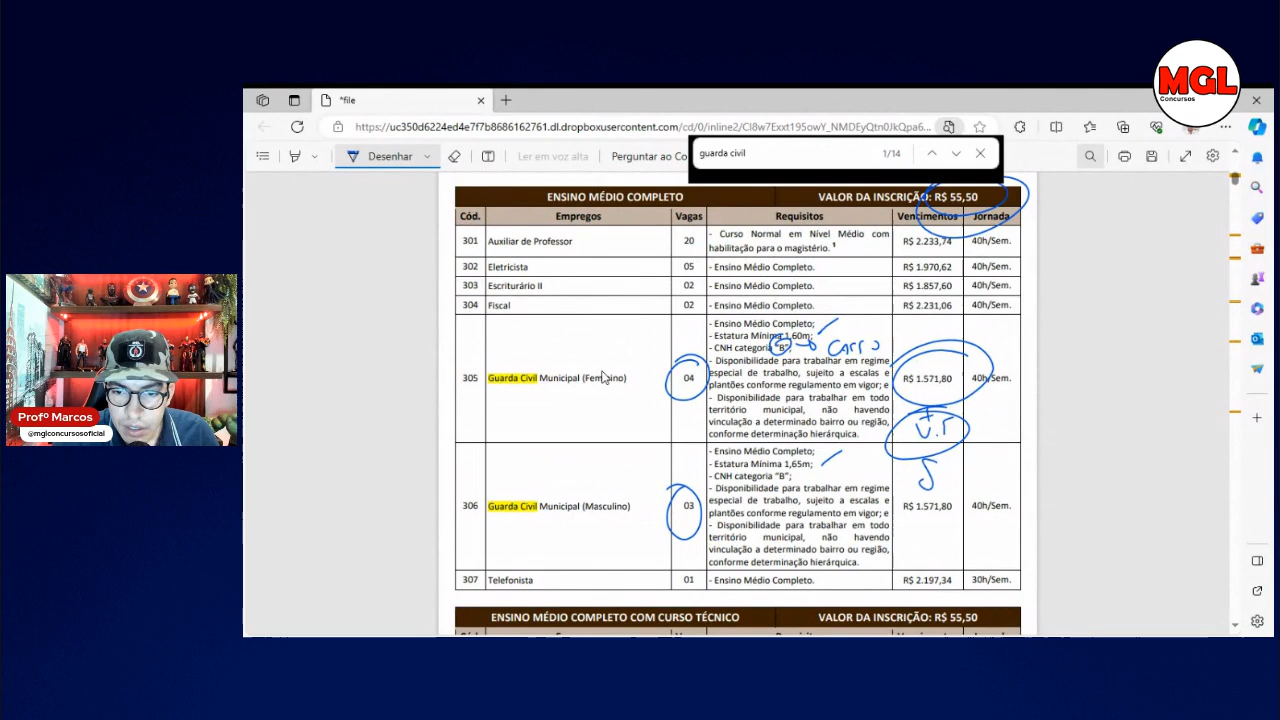 MGL
Concursos
*file
https://uc350d6224ed4e7f7b8686162761.dl.dropboxusercontent.com/cd/0/inline2/
guarda civil
1/14
Desenhar
Ler em voz alta
Perguntar ao Co
ENSINO MÉDIO COMPLETO VALOR DA INSCRIÇÃO: R$ 55,50
Cód. Empregos Vagas Requisitos Vencimentos Jornada
301 Auxiliar de Professor 20 - Curso Normal em Nível Médio com habilitação para o magistério. ¹ R$ 2.233,74 40h/Sem.
302 Eletricista 05 - Ensino Médio Completo. R$ 1.970,62 40h/Sem.
303 Escriturário II 02 - Ensino Médio Completo. R$ 1.857,60 40h/Sem.
304 Fiscal 02 - Ensino Médio Completo. R$ 2.231,06 40h/Sem.
- Ensino Médio Completo;
- Estatura Mínima 1,60m;
- CNH categoria "B"; CARRO
- Disponibilidade para trabalhar em regime
especial de trabalho, sujeito a escalas e
plantões conforme regulamento em vigor; e
- Disponibilidade para trabalhar em todo
território municipal, não havendo
vinculação a determinado bairro ou região,
conforme determinação hierárquica.
305 Guarda Civil Municipal (Feminino) 04 R$ 1.571,80 40h/Sem.
+
V.T
- Ensino Médio Completo;
- Estatura Mínima 1,65m;
- CNH categoria "B";
- Disponibilidade para trabalhar em regime
especial de trabalho, sujeito a escalas e
plantões conforme regulamento em vigor; e
- Disponibilidade para trabalhar em todo
território municipal, não havendo
vinculação a determinado bairro ou região,
conforme determinação hierárquica.
306 Guarda Civil Municipal (Masculino) 03 R$ 1.571,80 40h/Sem.
307 Telefonista 01 - Ensino Médio Completo. R$ 2.197,34 30h/Sem.
ENSINO MÉDIO COMPLETO COM CURSO TÉCNICO VALOR DA INSCRIÇÃO: R$ 55,50
Profº Marcos
@mglconcursosoficial